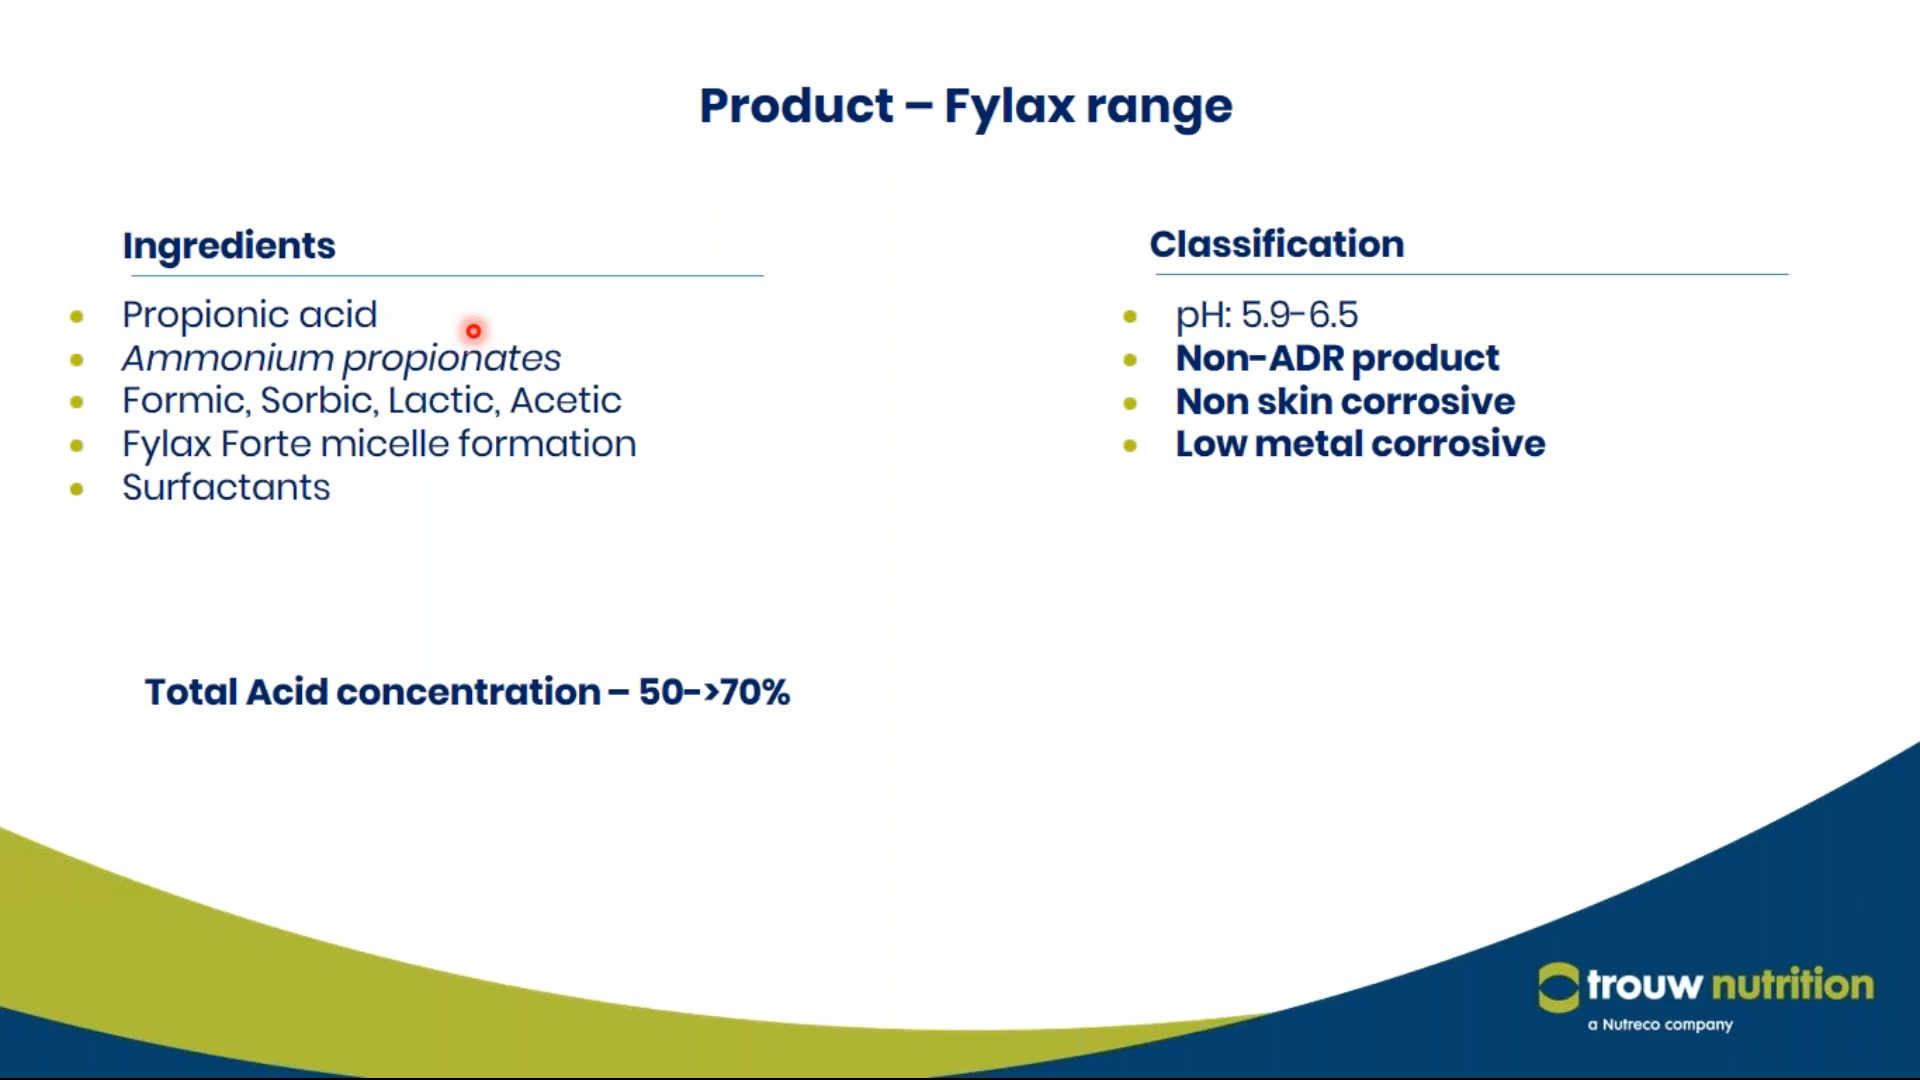 Product – Fylax range
Ingredients
Propionic acid
Ammonium propionates
Formic, Sorbic, Lactic, Acetic
Fylax Forte micelle formation
Surfactants
Total Acid concentration – 50->70%
Classification
pH: 5.9-6.5
Non-ADR product
Non skin corrosive
Low metal corrosive
trouw nutrition
a Nutreco company